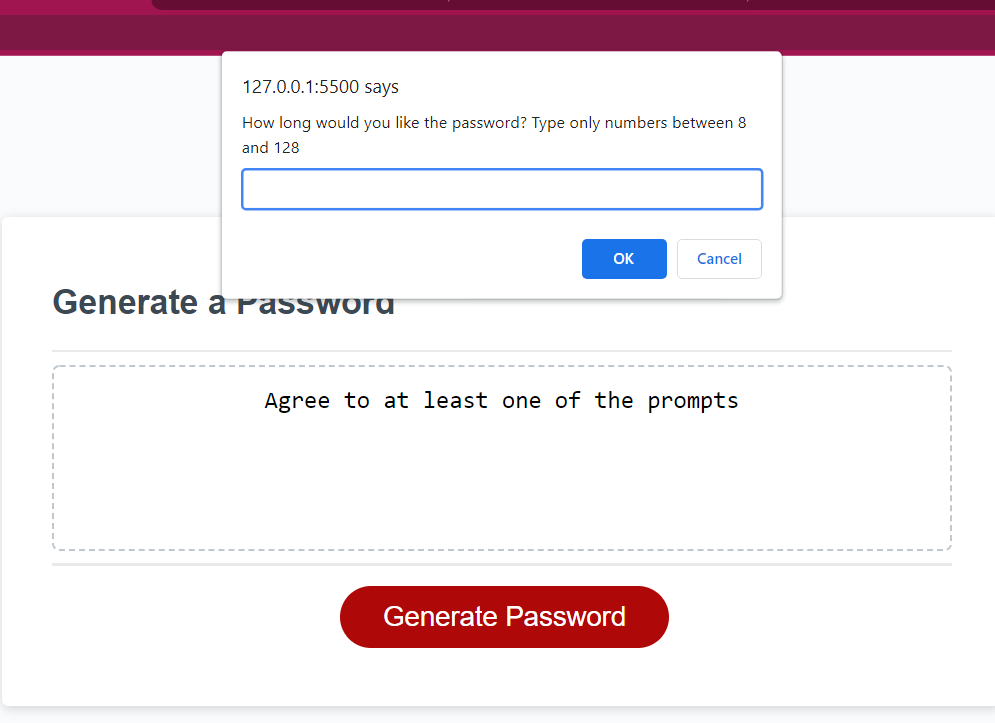 127.0.0.1:5500 says
How long would you like the password? Type only numbers between 8
and 128
OK
Cancel
Generate a Password
Agree to at least one of the prompts
Generate Password